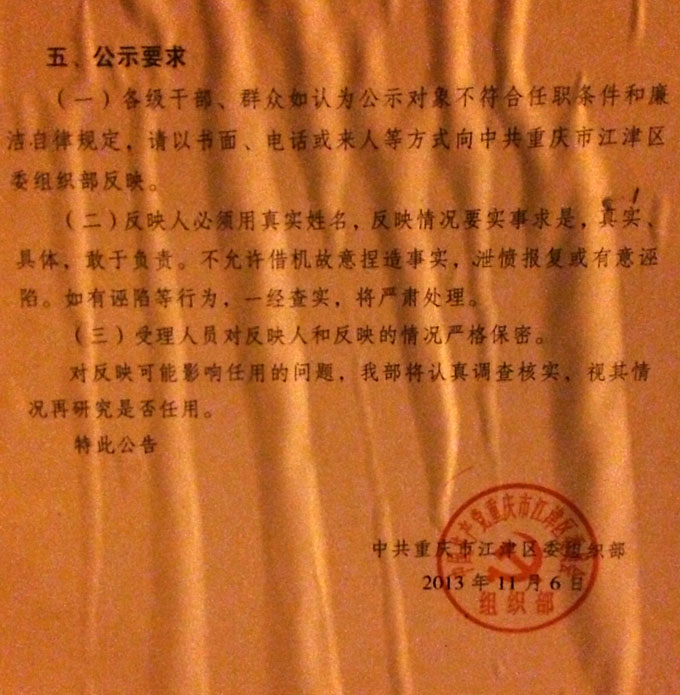 五、公示要求
（一）各级干部、群众如认为公示对象不符合任职条件和廉
洁自律规定，请以书面、电话或来人等方式向中共重庆市江津区
委组织部反映。
（二）反映人必须用真实姓名，反映情况要实事求是，真实、
具体，敢于负责。不允许借机故意捏造事实，泄愤报复或有意诬
陷。如有诬陷等行为，一经查实，将严肃处理。
（三）受理人员对反映人和反映的情况严格保密。
对反映可能影响任用的问题，我部将认真调查核实，视其情
况再研究是否任用。
特此公告
中共重庆市江津区委组织部
2013年11月6日
产党重庆市江津区
组织部